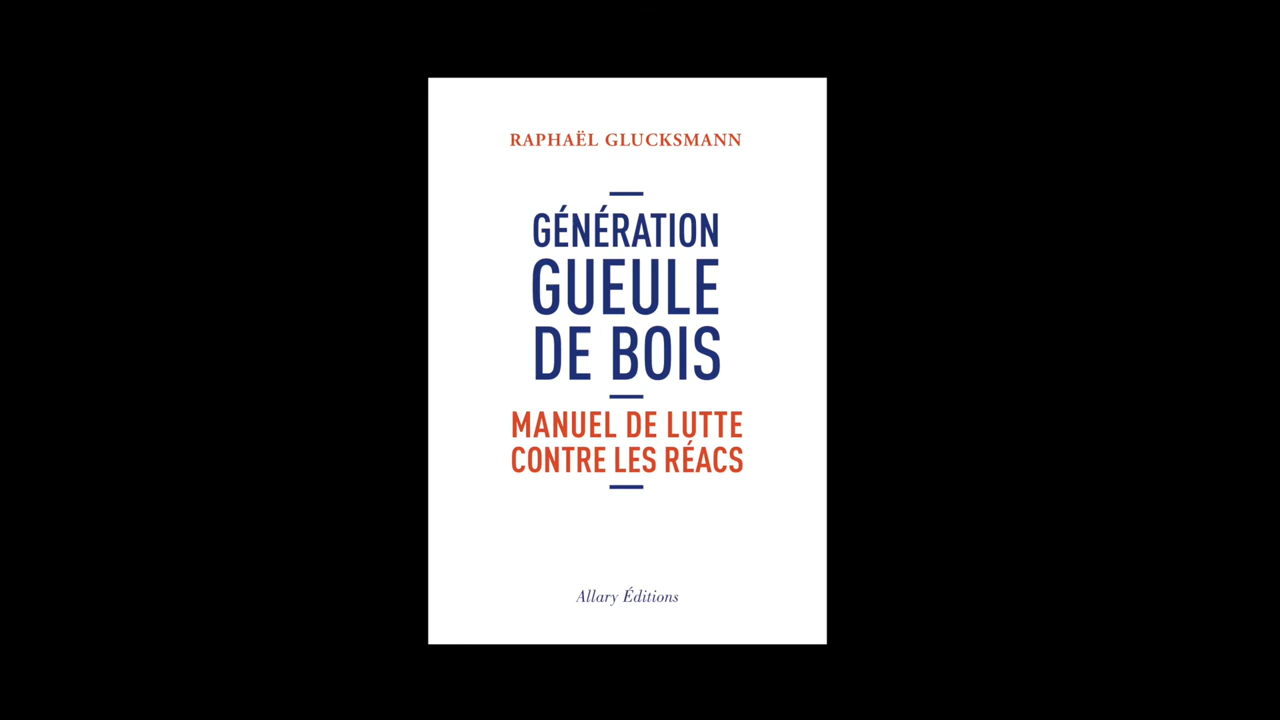 RAPHAËL GLUCKSMANN
GÉNÉRATION
GUEULE
DE BOIS
MANUEL DE LUTTE
CONTRE LES RÉACS
Allary Éditions